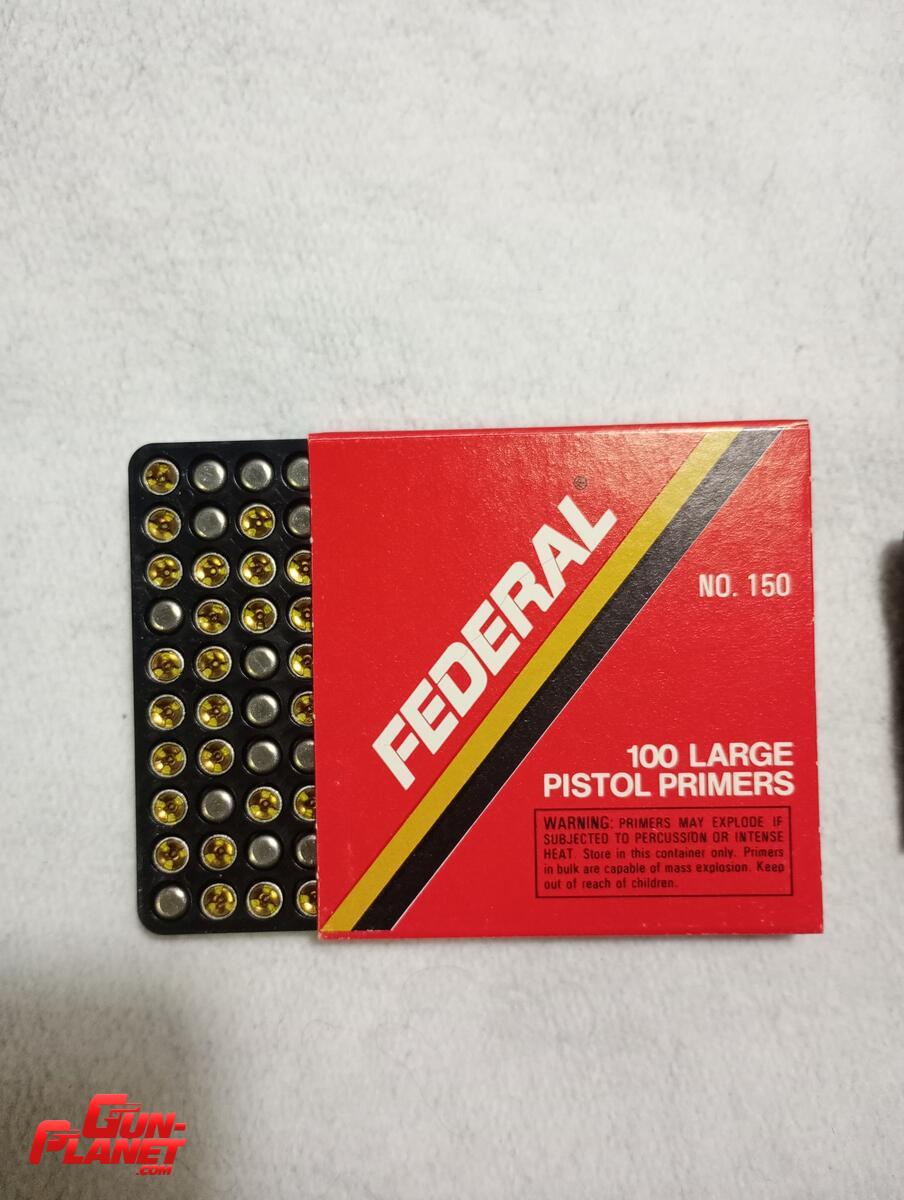 FEDERAL®
NO. 150
100 LARGE
PISTOL PRIMERS
WARNING: PRIMERS MAY EXPLODE IF
SUBJECTED TO PERCUSSION OR INTENSE
HEAT. Store in this container only. Primers
in bulk are capable of mass explosion. Keep
out of reach of children.
GUN-
PLANET
.COM